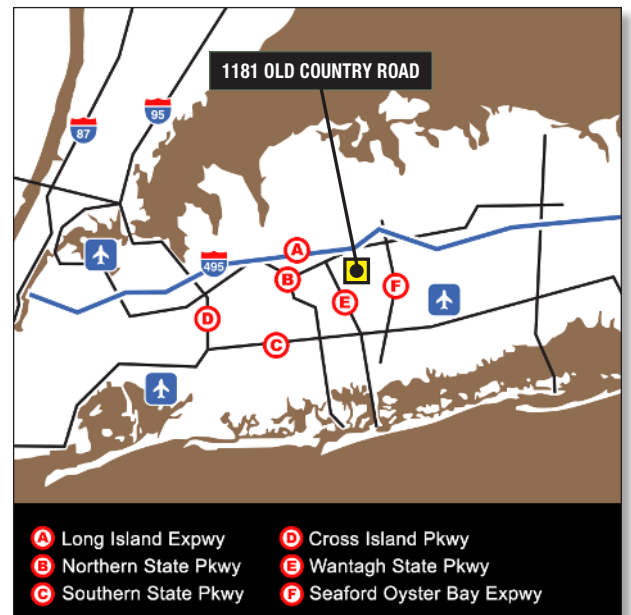 1181 OLD COUNTRY ROAD
95
87
A
495
B
E
F
D
C
A Long Island Expwy
B Northern State Pkwy
C Southern State Pkwy
D Cross Island Pkwy
E Wantagh State Pkwy
F Seaford Oyster Bay Expwy